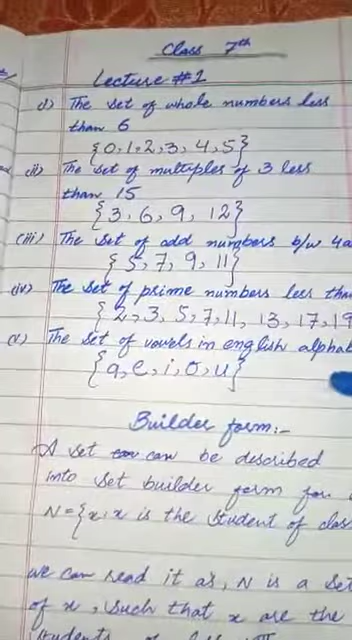 Class 7th
Lecture #1
i) The set of whole numbers less
than 6
{0,1,2,3,4,5}
(ii) The set of multiples of 3 less
than 15
{3,6,9,12}
(iii) The set of odd numbers b/w 4
{5,7,9,11}
(iv) The set of prime numbers less
{2,3,5,7,11,13,17,19
(v) The set of vowels in english
{a,e,i,o,u}
Builder form:-
A set can be described
into set builder form for
N={x:x is the student of
we can read it as, N is a set
of x, such that x are the
students of